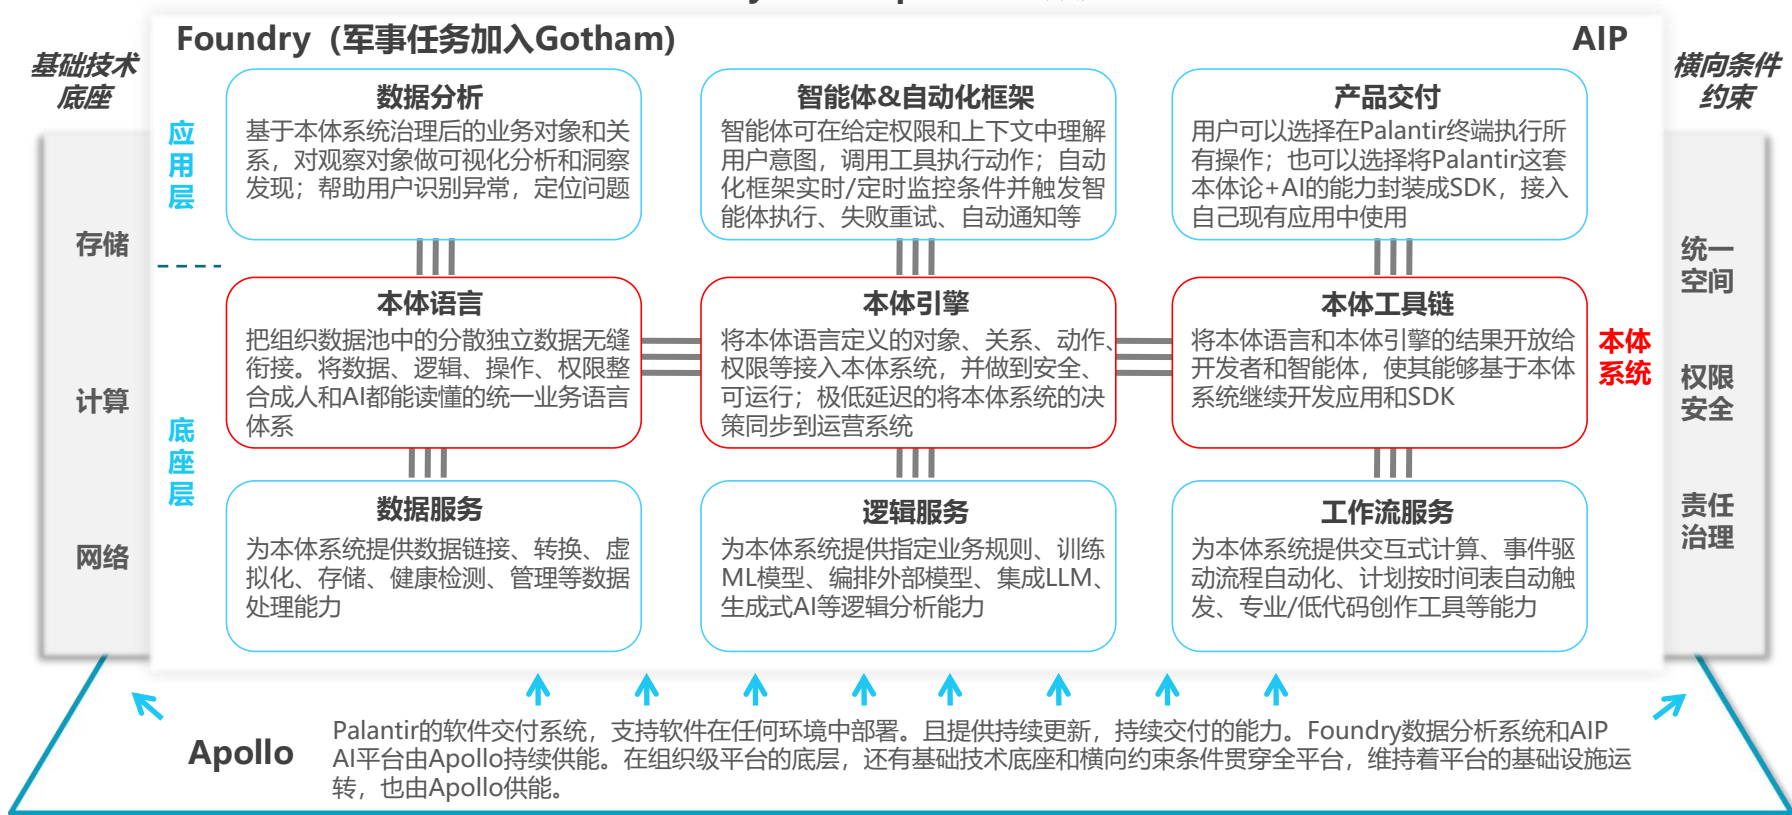 Foundry（军事任务加入Gotham)
AIP
基础技术
底座
横向条件
约束
存储
计算
网络
应
用
层
数据分析
基于本体系统治理后的业务对象和关
系，对观察对象做可视化分析和洞察
发现；帮助用户识别异常，定位问题
智能体&自动化框架
智能体可在给定权限和上下文中理解
用户意图，调用工具执行动作；自动
化框架实时/定时监控条件并触发智
能体执行、失败重试、自动通知等
产品交付
用户可以选择在Palantir终端执行所
有操作；也可以选择将Palantir这套
本体论+AI的能力封装成SDK，接入
自己现有应用中使用
底
座
层
本体语言
把组织数据池中的分散独立数据无缝
衔接。将数据、逻辑、操作、权限整
合成人和AI都能读懂的统一业务语言
体系
本体引擎
将本体语言定义的对象、关系、动作、
权限等接入本体系统，并做到安全、
可运行；极低延迟的将本体系统的决
策同步到运营系统
本体工具链
将本体语言和本体引擎的结果开放给
开发者和智能体，使其能够基于本体
系统继续开发应用和SDK
本体
系统
数据服务
为本体系统提供数据链接、转换、虚
拟化、存储、健康检测、管理等数据
处理能力
逻辑服务
为本体系统提供指定业务规则、训练
ML模型、编排外部模型、集成LLM、
生成式AI等逻辑分析能力
工作流服务
为本体系统提供交互式计算、事件驱
动流程自动化、计划按时间表自动触
发、专业/低代码创作工具等能力
统一
空间
权限
安全
责任
治理
Apollo
Palantir的软件交付系统，支持软件在任何环境中部署。且提供持续更新，持续交付的能力。Foundry数据分析系统和AIP
AI平台由Apollo持续供能。在组织级平台的底层，还有基础技术底座和横向约束条件贯穿全平台，维持着平台的基础设施运
转，也由Apollo供能。